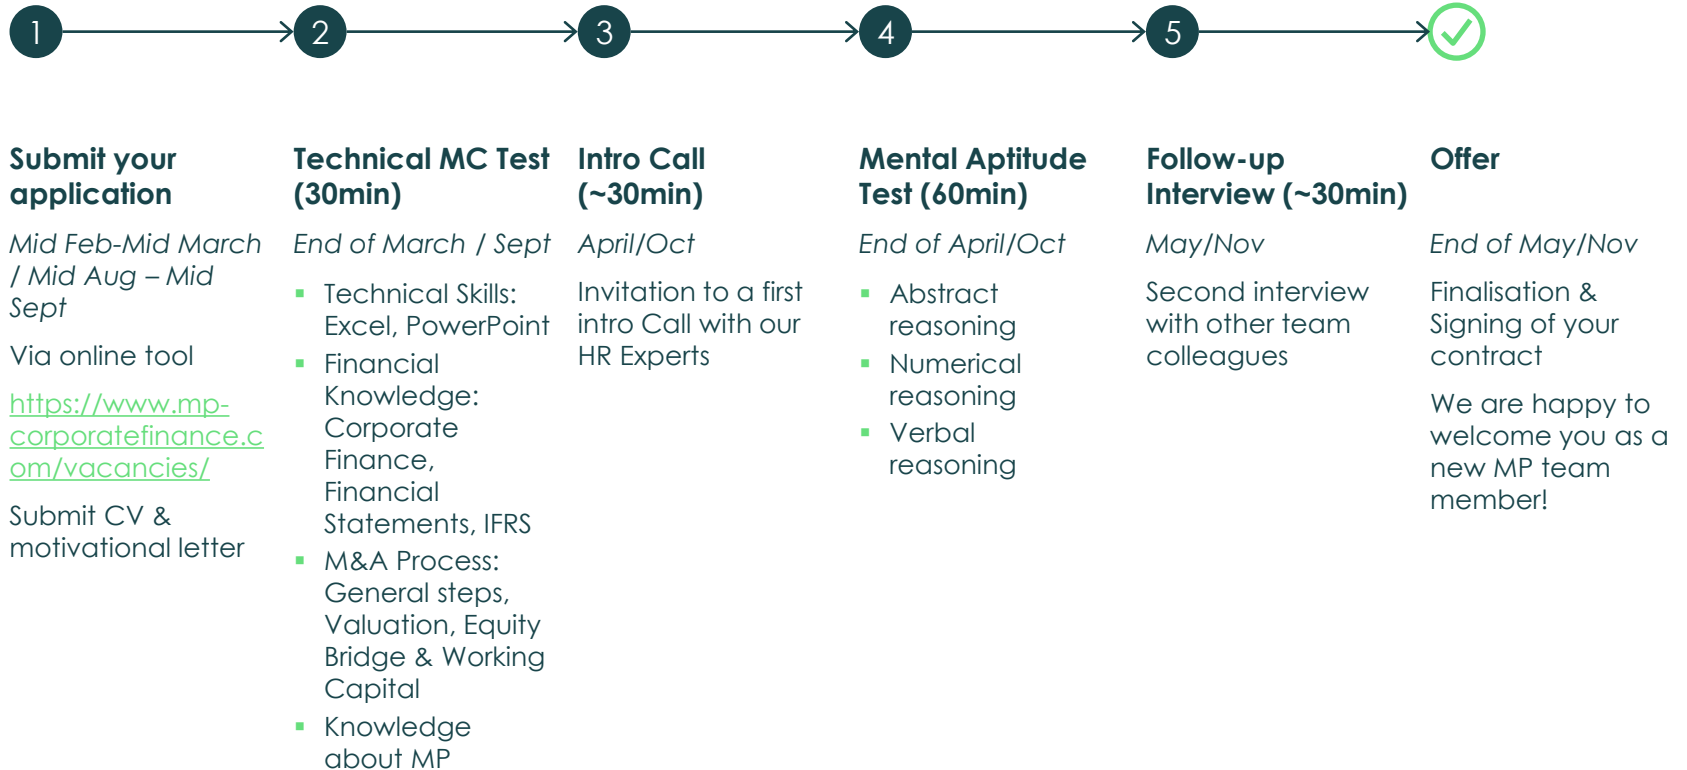 1
2
3
4
5
Submit your
application
Mid Feb-Mid March
/ Mid Aug – Mid
Sept
Via online tool
https://www.mp-
corporatefinance.c
om/vacancies/
Submit CV &
motivational letter
Technical MC Test
(30min)
End of March / Sept
Technical Skills:
Excel, PowerPoint
Financial
Knowledge:
Corporate
Finance,
Financial
Statements, IFRS
M&A Process:
General steps,
Valuation, Equity
Bridge & Working
Capital
Knowledge
about MP
Intro Call
(~30min)
April/Oct
Invitation to a first
intro Call with our
HR Experts
Mental Aptitude
Test (60min)
End of April/Oct
Abstract
reasoning
Numerical
reasoning
Verbal
reasoning
Follow-up
Interview (~30min)
May/Nov
Second interview
with other team
colleagues
Offer
End of May/Nov
Finalisation &
Signing of your
contract
We are happy to
welcome you as a
new MP team
member!